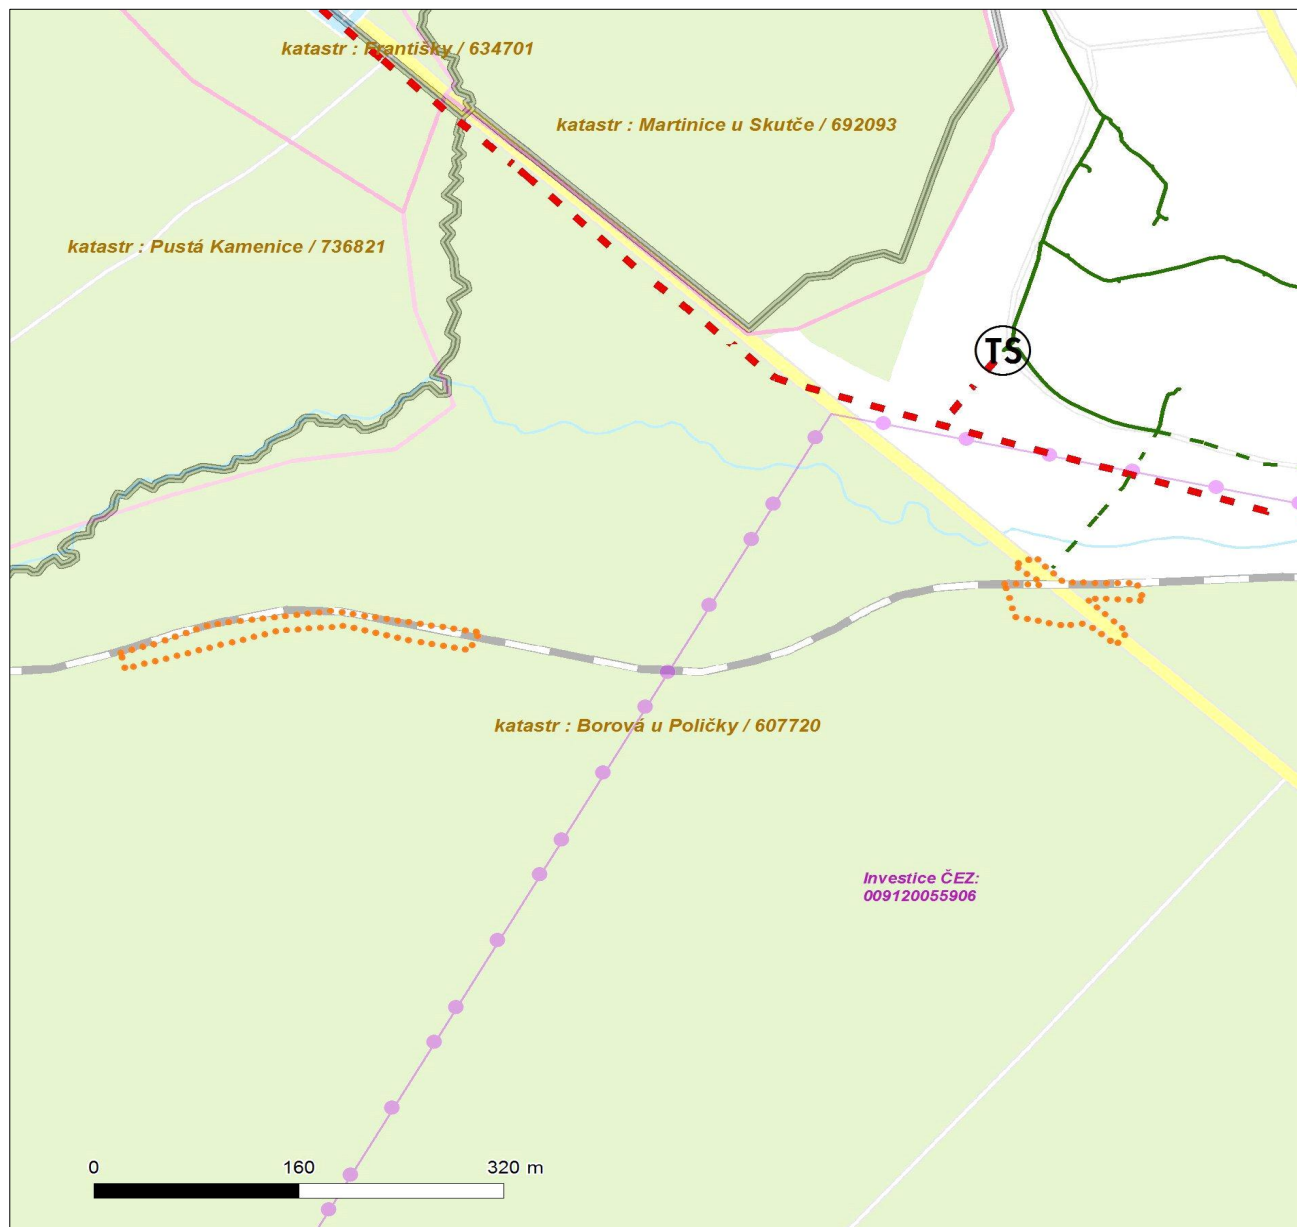 katastr : Františky / 634701
katastr : Martinice u Skutče / 692093
katastr : Pustá Kamenice / 736821
TS
katastr : Borová u Poličky / 607720
Investice ČEZ:
009120055906
0 160 320 m